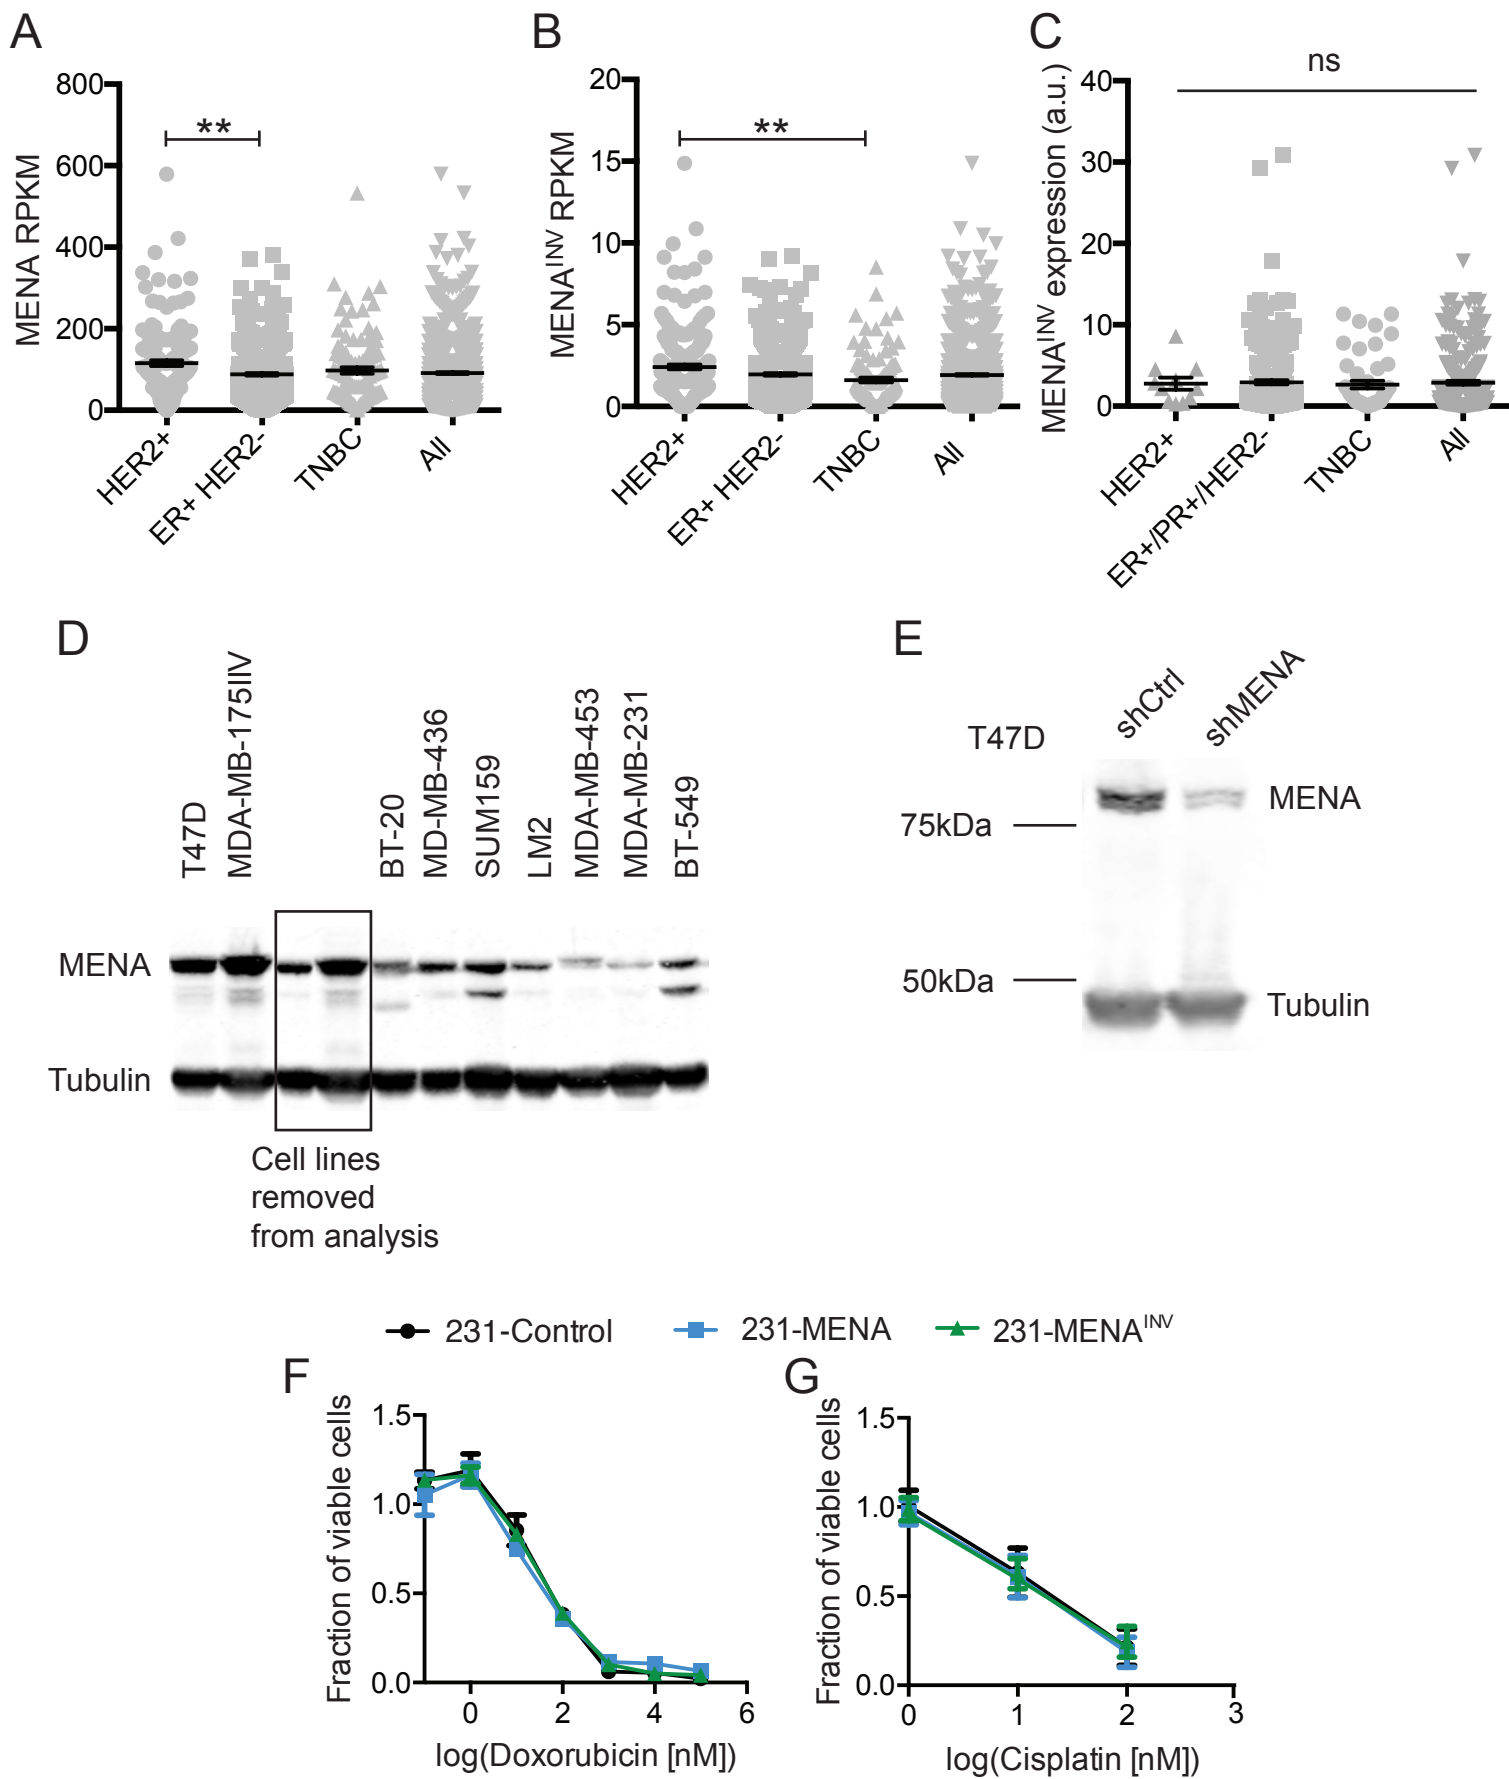 A
MENA RPKM
800
600
400
200
0
**
HER2+
ER+ HER2-
TNBC
All
B
MENA^INV RPKM
20
15
10
5
0
**
HER2+
ER+ HER2-
TNBC
All
C
MENA^INV expression (a.u.)
40
30
20
10
0
ns
HER2+
ER+/PR+/HER2-
TNBC
All
D
T47D
MDA-MB-175IIV
BT-20
MD-MB-436
SUM159
LM2
MDA-MB-453
MDA-MB-231
BT-549
MENA
Tubulin
Cell lines
removed
from analysis
E
T47D
shCtrl
shMENA
MENA
75kDa
50kDa
Tubulin
231-Control
231-MENA
231-MENA^INV
F
Fraction of viable cells
1.5
1.0
0.5
0.0
0
2
4
6
log(Doxorubicin [nM])
G
Fraction of viable cells
1.5
1.0
0.5
0.0
0
1
2
3
log(Cisplatin [nM])